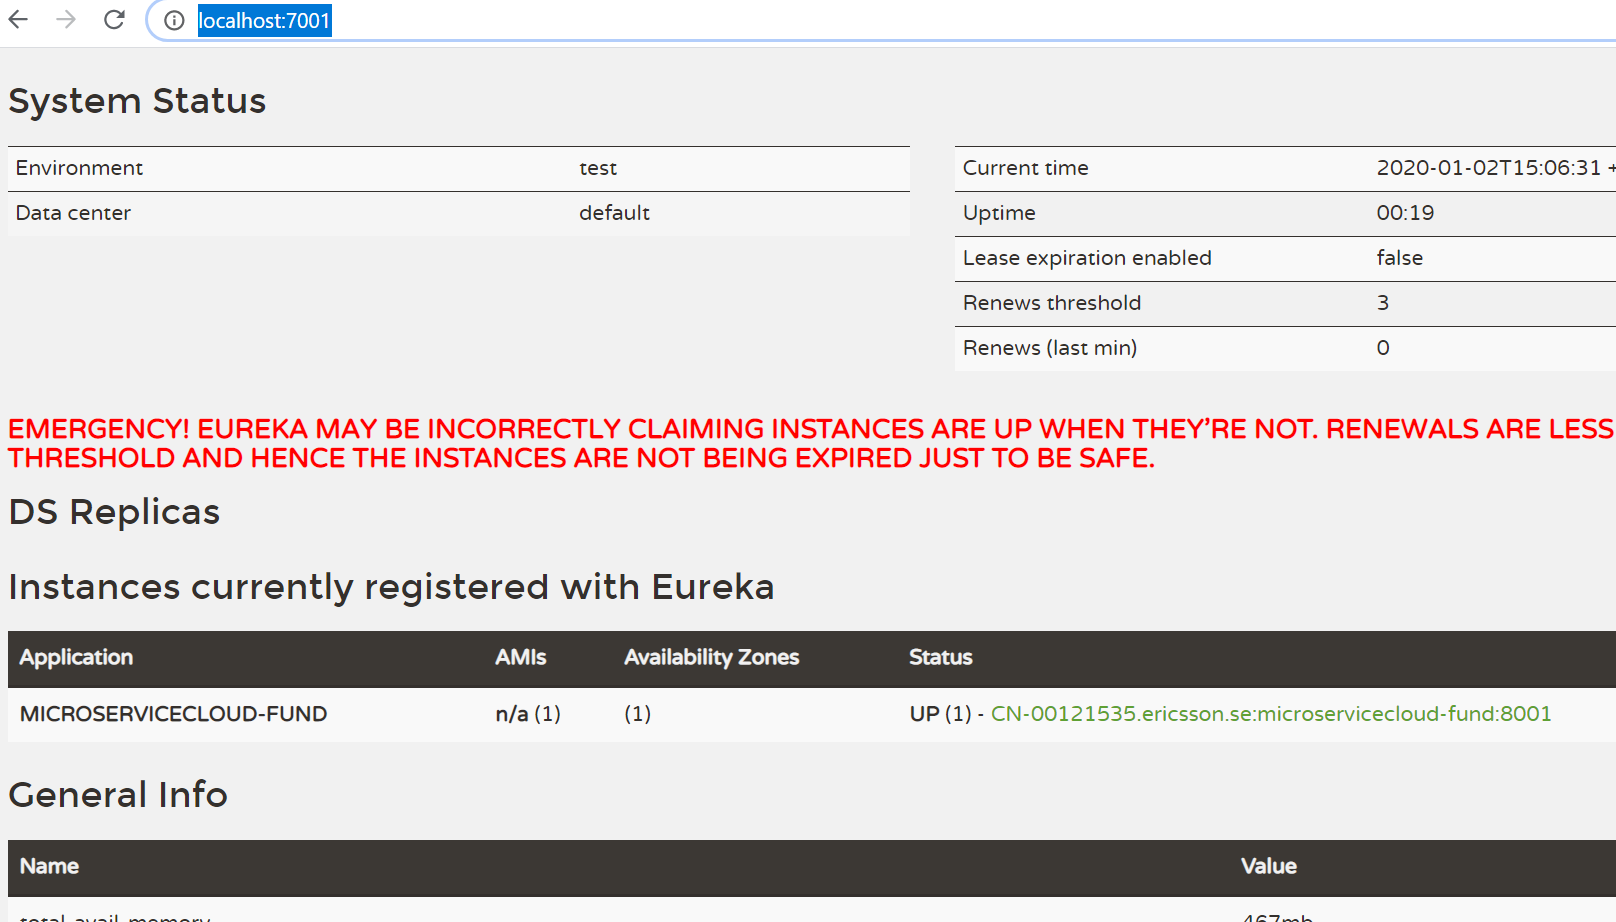 localhost:7001
System Status
Environment test
Data center default
Current time 2020-01-02T15:06:31 +
Uptime 00:19
Lease expiration enabled false
Renews threshold 3
Renews (last min) 0
EMERGENCY! EUREKA MAY BE INCORRECTLY CLAIMING INSTANCES ARE UP WHEN THEY’RE NOT. RENEWALS ARE LESS
THRESHOLD AND HENCE THE INSTANCES ARE NOT BEING EXPIRED JUST TO BE SAFE.
DS Replicas
Instances currently registered with Eureka
Application AMIs Availability Zones Status
MICROSERVICECLOUD-FUND n/a (1) (1) UP (1) - CN-00121535.ericsson.se:microservicecloud-fund:8001
General Info
Name Value
total-avail-memory 467mb